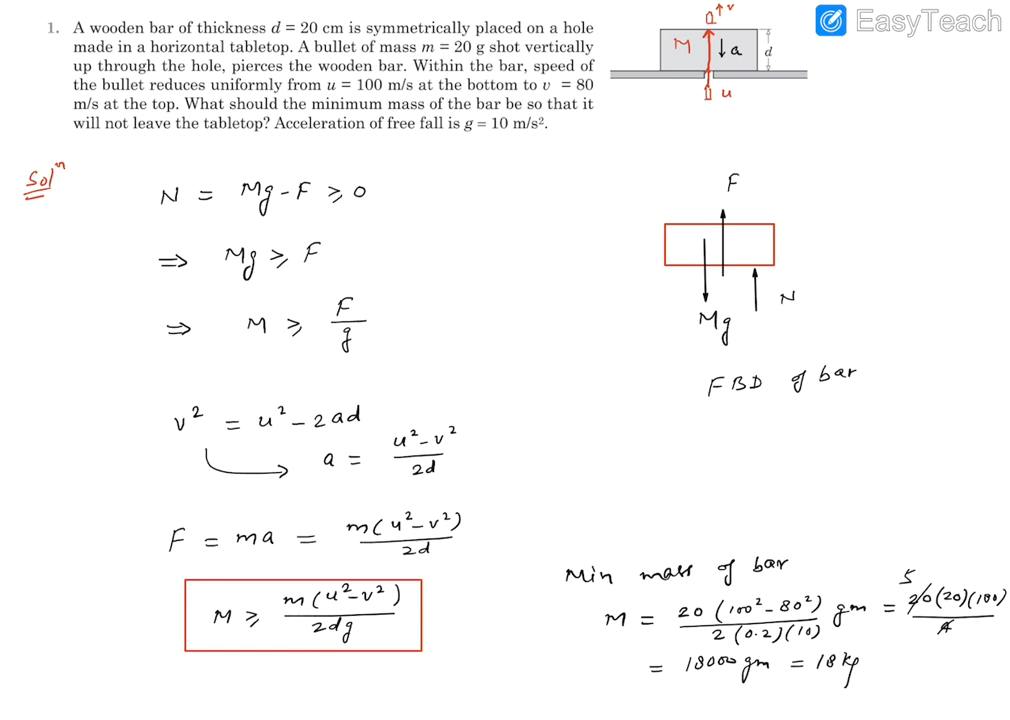 EasyTeach
1. A wooden bar of thickness d = 20 cm is symmetrically placed on a hole
made in a horizontal tabletop. A bullet of mass m = 20 g shot vertically
up through the hole, pierces the wooden bar. Within the bar, speed of
the bullet reduces uniformly from u = 100 m/s at the bottom to υ = 80
m/s at the top. What should the minimum mass of the bar be so that it
will not leave the tabletop? Acceleration of free fall is g = 10 m/s².
v
M a d
u
Solⁿ
N = Mg - F ≥ 0
⇒ Mg ≥ F
⇒ M ≥ F/g
F
N
Mg
FBD of bar
v² = u² - 2ad
a = (u² - v²)/2d
F = ma = m(u² - v²)/2d
M ≥ m(u² - v²)/2dg
Min mass of bar
M = 20(100² - 80²)/2(0.2)(10) gm = 5 (20)(180)/4
= 18000 gm = 18 kg